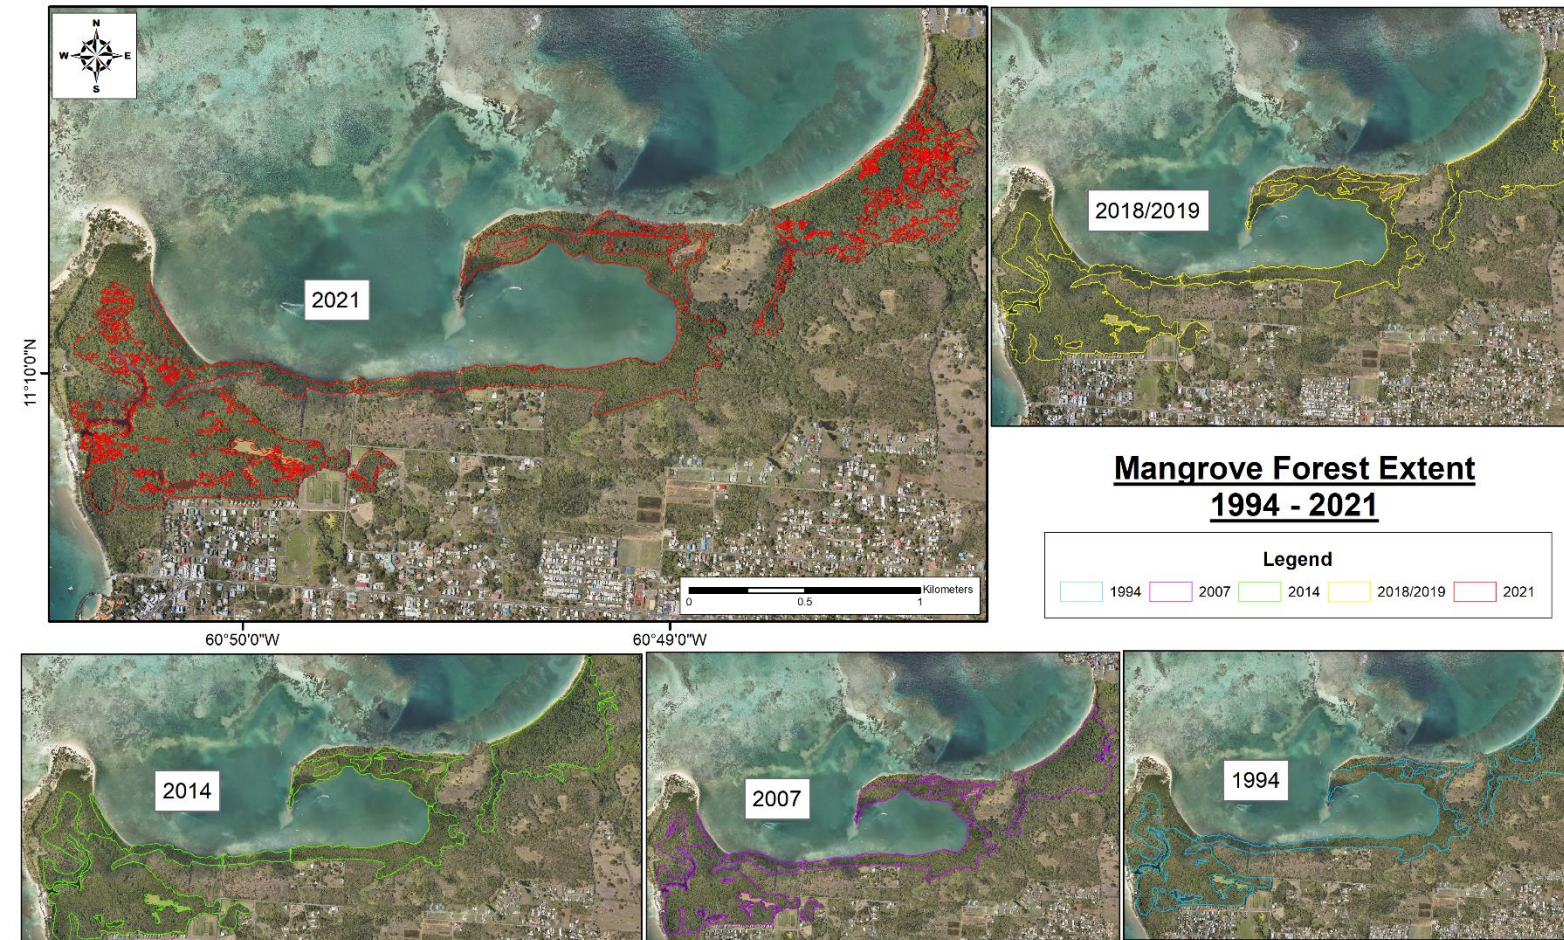 N
W E
S
2021
2018/2019
11°10'0"N
Mangrove Forest Extent
1994 - 2021
Legend
1994 2007 2014 2018/2019 2021
Kilometers
0 0.5 1
60°50'0"W 60°49'0"W
2014
2007
1994